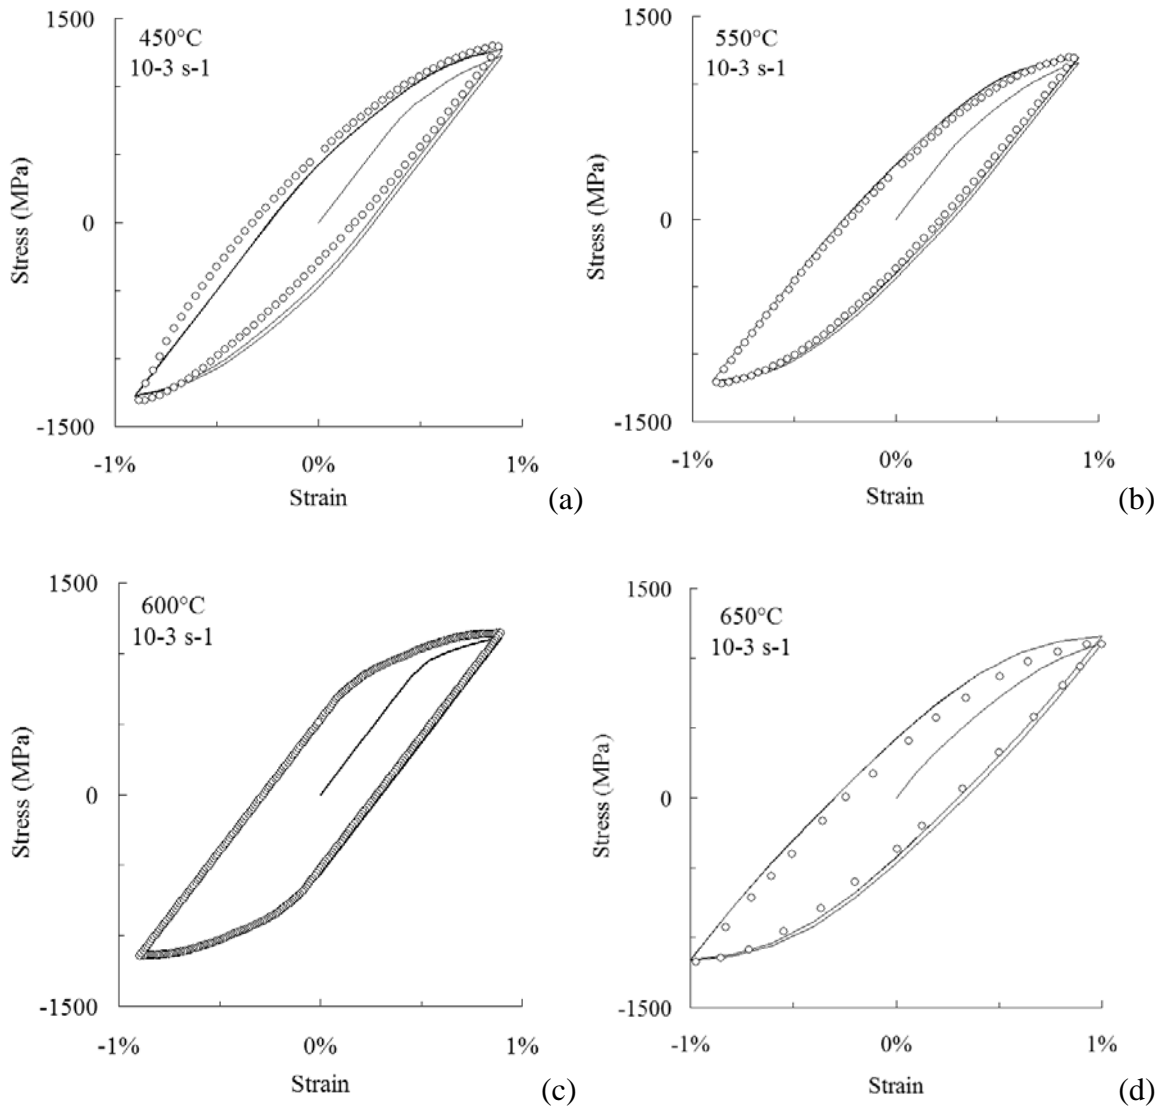 1500
450°C
10-3 s-1
Stress (MPa)
0
-1500
-1%
0%
1%
Strain
(a)
1500
550°C
10-3 s-1
Stress (MPa)
0
-1500
-1%
0%
1%
Strain
(b)
1500
600°C
10-3 s-1
Stress (MPa)
0
-1500
-1%
0%
1%
Strain
(c)
1500
650°C
10-3 s-1
Stress (MPa)
0
-1500
-1%
0%
1%
Strain
(d)